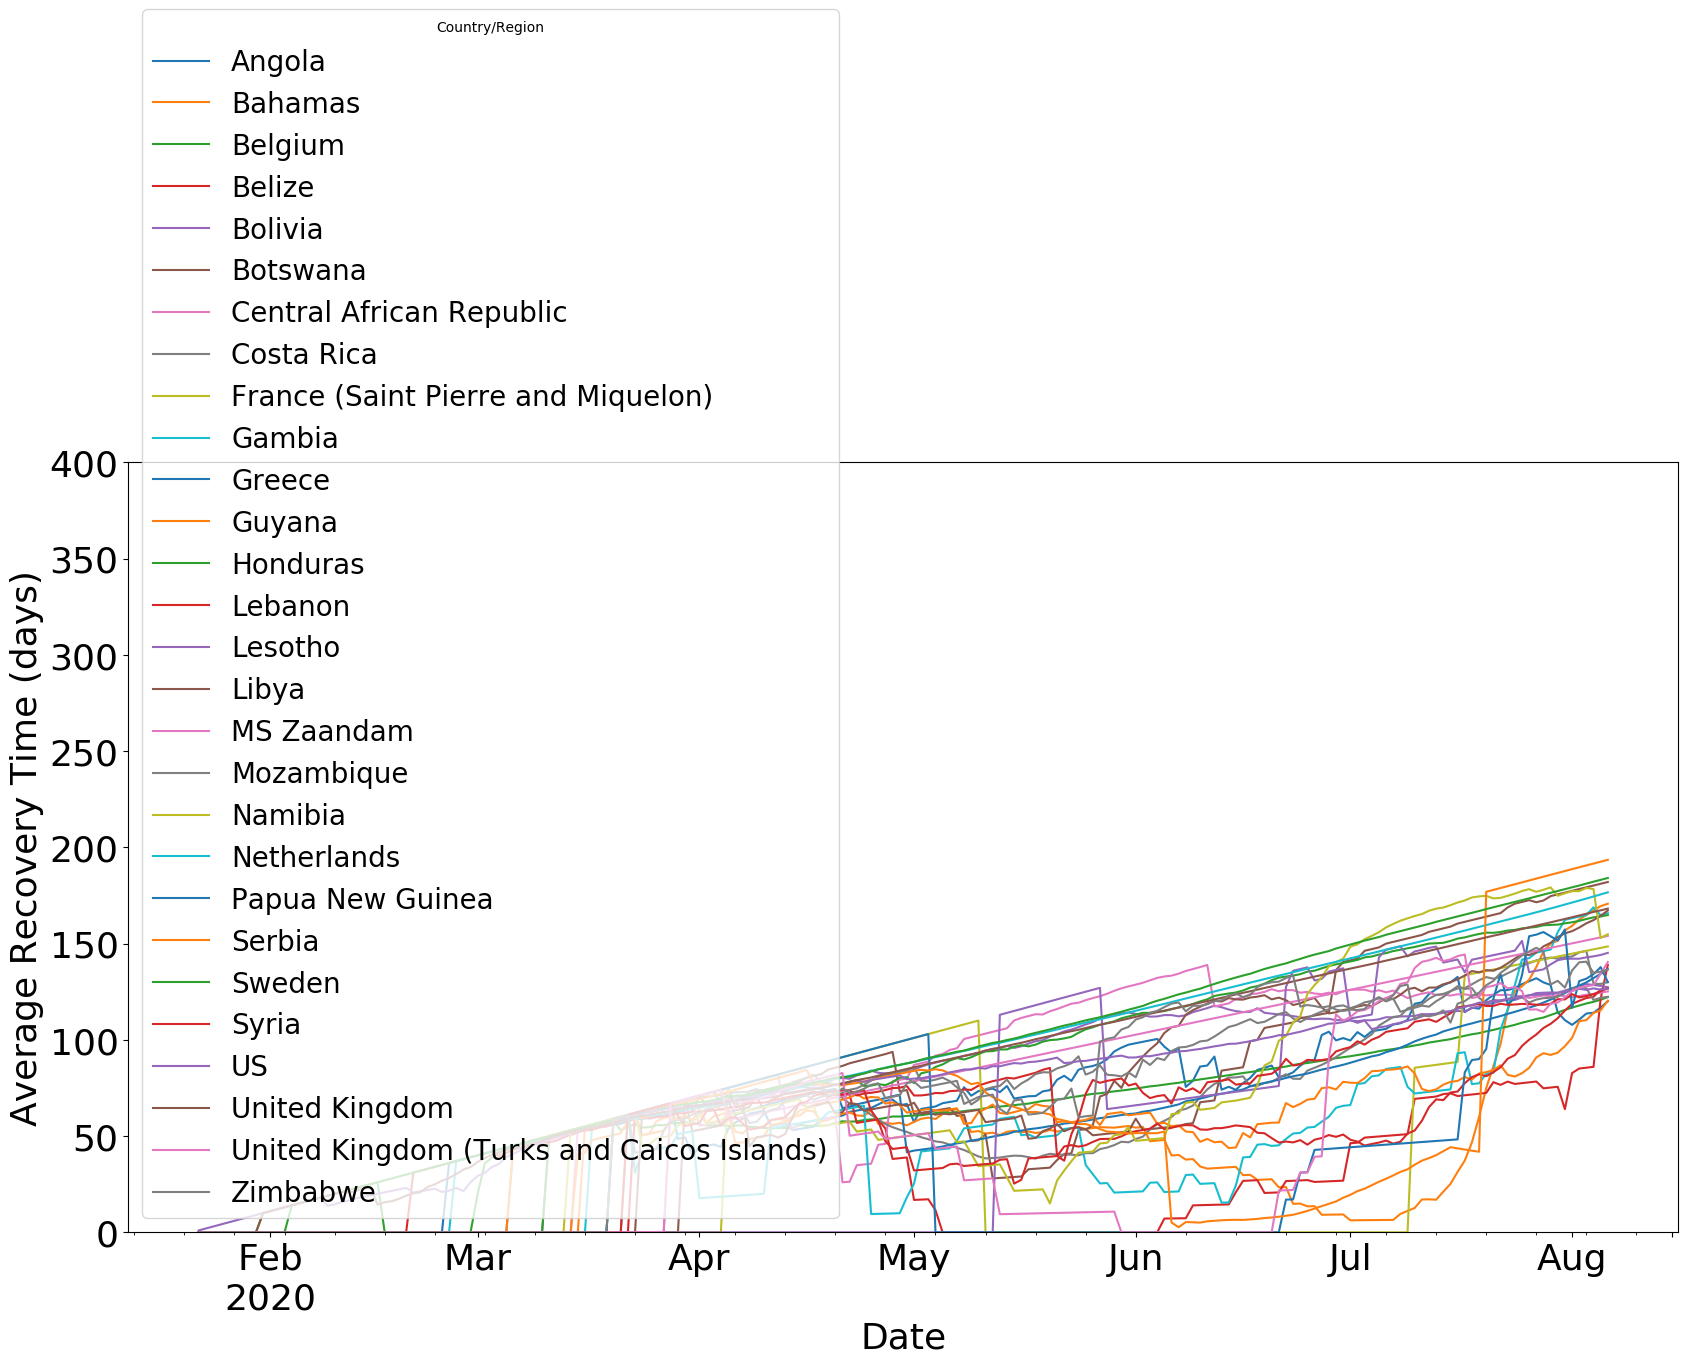 Country/Region
Angola
Bahamas
Belgium
Belize
Bolivia
Botswana
Central African Republic
Costa Rica
France (Saint Pierre and Miquelon)
Gambia
Greece
Guyana
Honduras
Lebanon
Lesotho
Libya
MS Zaandam
Mozambique
Namibia
Netherlands
Papua New Guinea
Serbia
Sweden
Syria
US
United Kingdom
United Kingdom (Turks and Caicos Islands)
Zimbabwe
Average Recovery Time (days)
400
350
300
250
200
150
100
50
0
Feb
2020
Mar
Apr
May
Jun
Jul
Aug
Date